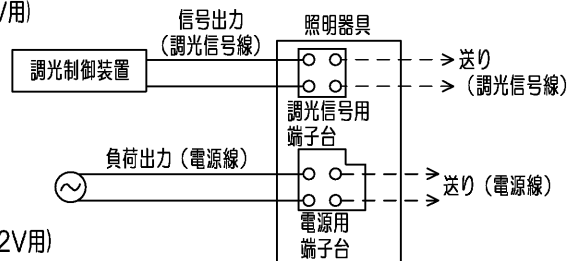 V用)
信号出力
(調光信号線)
照明器具
調光制御装置
送り
(調光信号線)
調光信号用
端子台
負荷出力(電源線)
送り(電源線)
電源用
端子台
2V用)